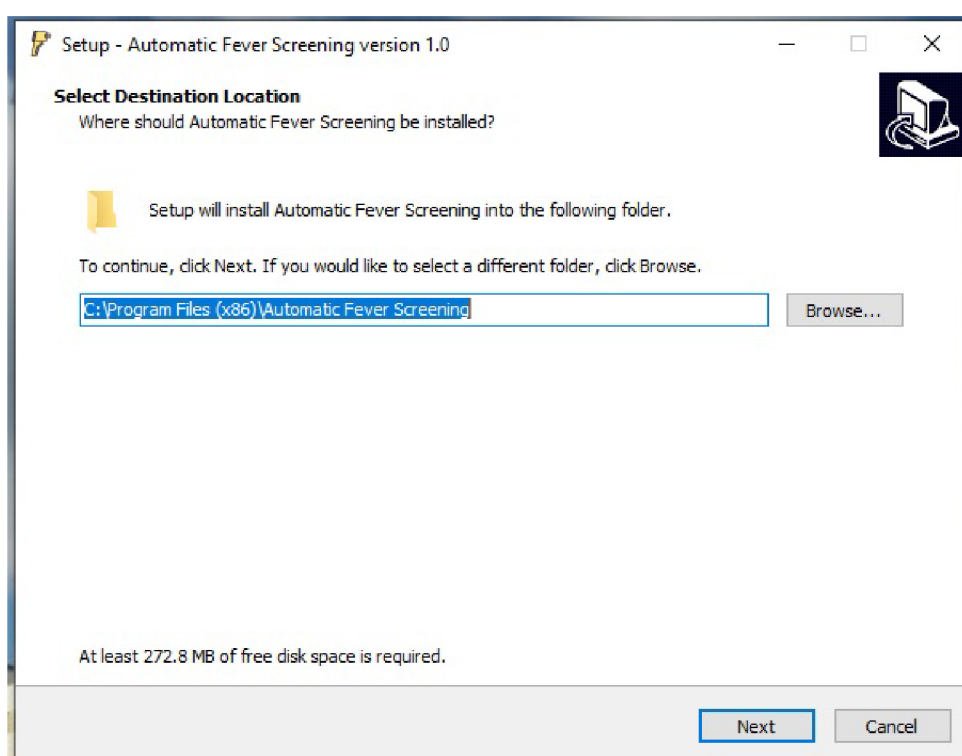 Setup - Automatic Fever Screening version 1.0
Select Destination Location
Where should Automatic Fever Screening be installed?
Setup will install Automatic Fever Screening into the following folder.
To continue, click Next. If you would like to select a different folder, click Browse.
C:\Program Files (x86)\Automatic Fever Screening
Browse...
At least 272.8 MB of free disk space is required.
Next
Cancel